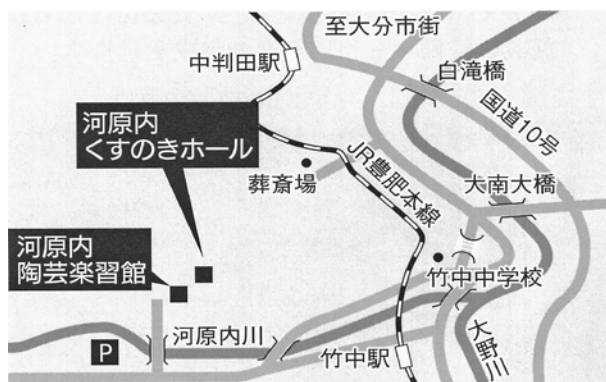 至大分市街
中判田駅
白滝橋
国道10号
河原内
くすのきホール
JR豊肥本線
葬斎場
犬南大橋
河原内
陶芸楽習館
竹中中学校
河原内川
P
竹中駅
大野川